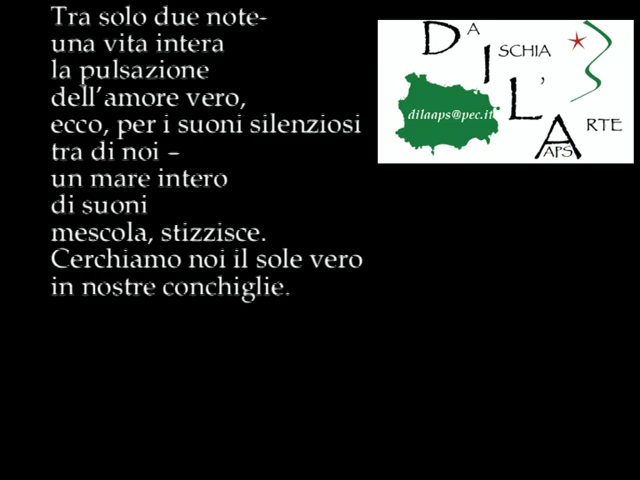 Tra solo due note-
una vita intera
la pulsazione
dell'amore vero,
ecco, per i suoni silenziosi
tra di noi –
un mare intero
di suoni
mescola, stizzisce.
Cerchiamo noi il sole vero
in nostre conchiglie.
DA
ISCHIA
L'
ARTE
APS
dilaaps@pec.it